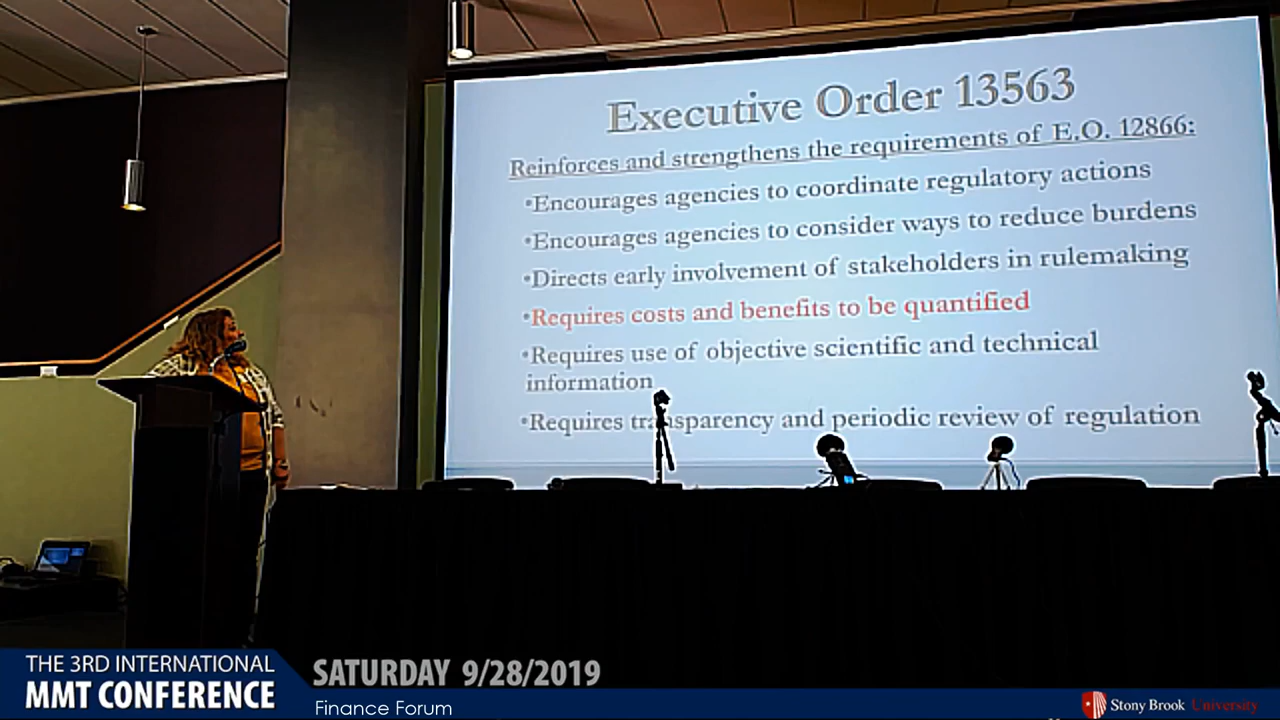 Executive Order 13563
Reinforces and strengthens the requirements of E.O. 12866:
•Encourages agencies to coordinate regulatory actions
•Encourages agencies to consider ways to reduce burdens
•Directs early involvement of stakeholders in rulemaking
•Requires costs and benefits to be quantified
•Requires use of objective scientific and technical
information
•Requires transparency and periodic review of regulation
THE 3RD INTERNATIONAL
MMT CONFERENCE
SATURDAY 9/28/2019
Finance Forum
Stony Brook University